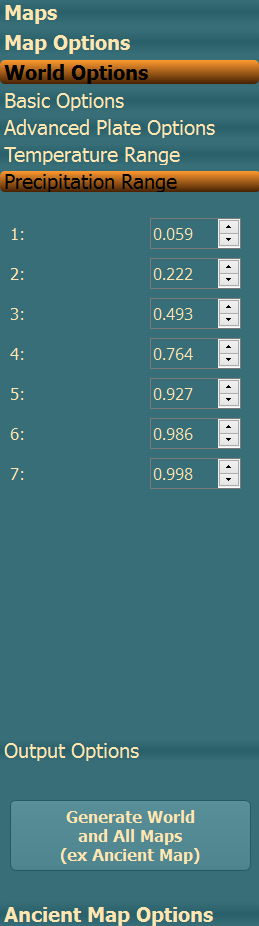 Maps
Map Options
World Options
Basic Options
Advanced Plate Options
Temperature Range
Precipitation Range
1: 0.059
2: 0.222
3: 0.493
4: 0.764
5: 0.927
6: 0.986
7: 0.998
Output Options
Generate World
and All Maps
(ex Ancient Map)
Ancient Map Options